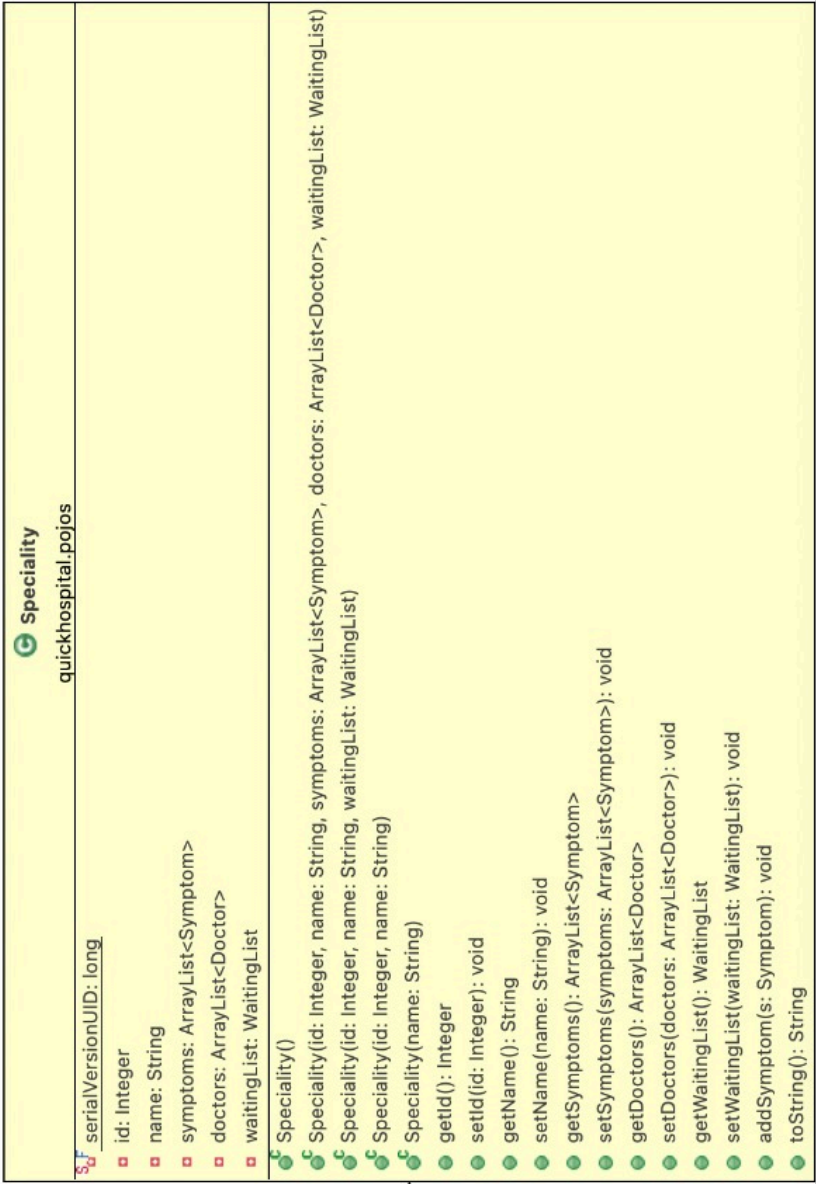 C Speciality
quickhospital.pojos
S F serialVersionUID: long
id: Integer
name: String
symptoms: ArrayList<Symptom>
doctors: ArrayList<Doctor>
waitingList: WaitingList
C Speciality()
C Speciality(id: Integer, name: String, symptoms: ArrayList<Symptom>, doctors: ArrayList<Doctor>, waitingList: WaitingList)
C Speciality(id: Integer, name: String, waitingList: WaitingList)
C Speciality(id: Integer, name: String)
C Speciality(name: String)
getId(): Integer
setId(id: Integer): void
getName(): String
setName(name: String): void
getSymptoms(): ArrayList<Symptom>
setSymptoms(symptoms: ArrayList<Symptom>): void
getDoctors(): ArrayList<Doctor>
setDoctors(doctors: ArrayList<Doctor>): void
getWaitingList(): WaitingList
setWaitingList(waitingList: WaitingList): void
addSymptom(s: Symptom): void
toString(): String